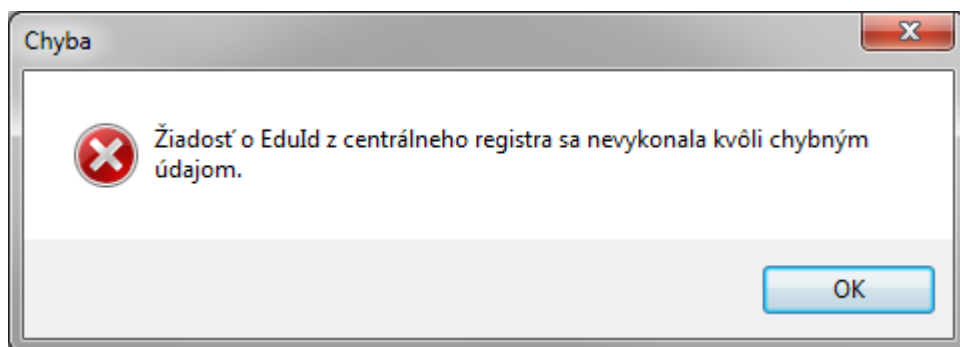 Chyba
Žiadosť o EduId z centrálneho registra sa nevykonala kvôli chybným
údajom.
OK